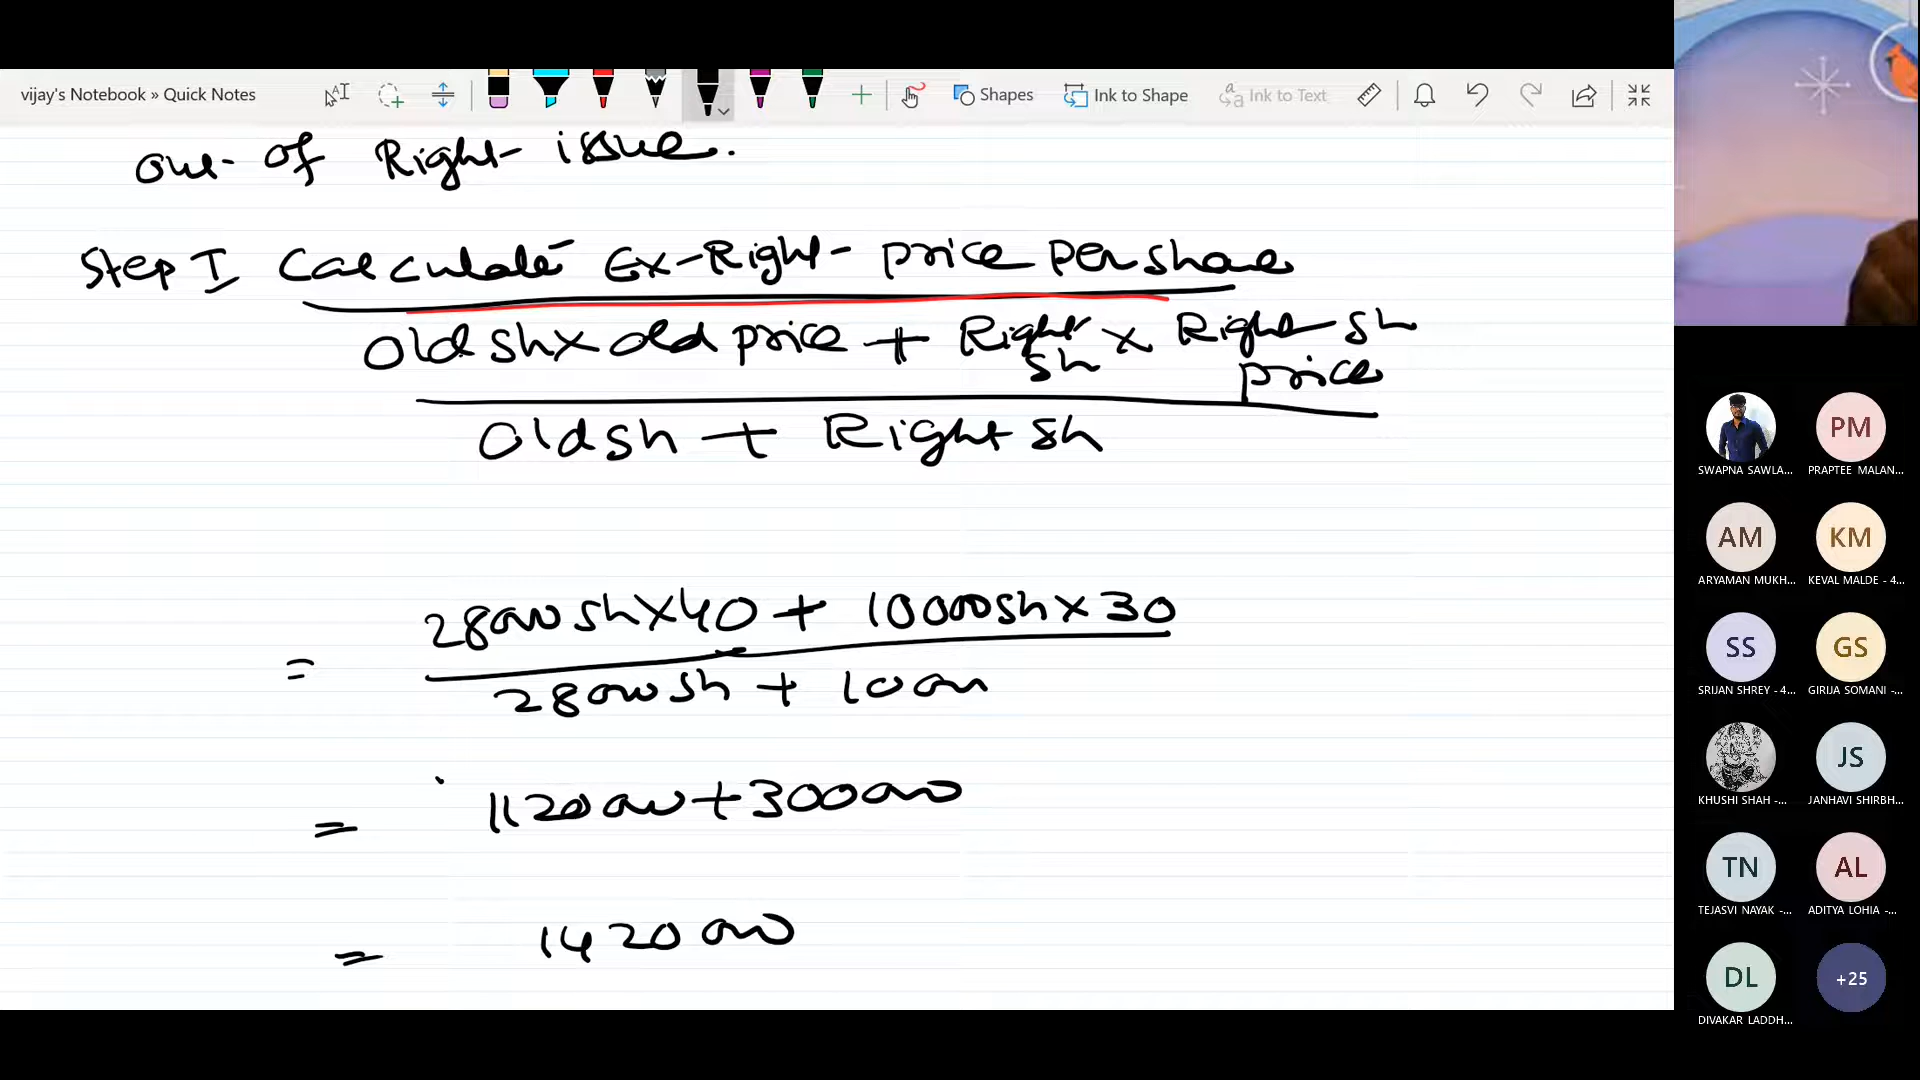 vijay's Notebook » Quick Notes
Shapes
Ink to Shape
Ink to Text
out of Right issue.
Step I Calculate Ex-Right price per share
old sh x old price + Right sh x Right sh price
old sh + Right sh
= 28000 sh x 40 + 10000 sh x 30
28000 sh + 10000
= 1120000 + 300000
= 1420000
SWAPNA SAWLA...
PM
PRAPTEE MALAN...
AM
ARYAMAN MUKH...
KM
KEVAL MALDE - 4...
SS
SRIJAN SHREY - 4...
GS
GIRIJA SOMANI -...
KHUSHI SHAH -...
JS
JANHAVI SHIRBH...
TN
TEJASVI NAYAK -...
AL
ADITYA LOHIA -...
DL
DIVAKAR LADDH...
+25